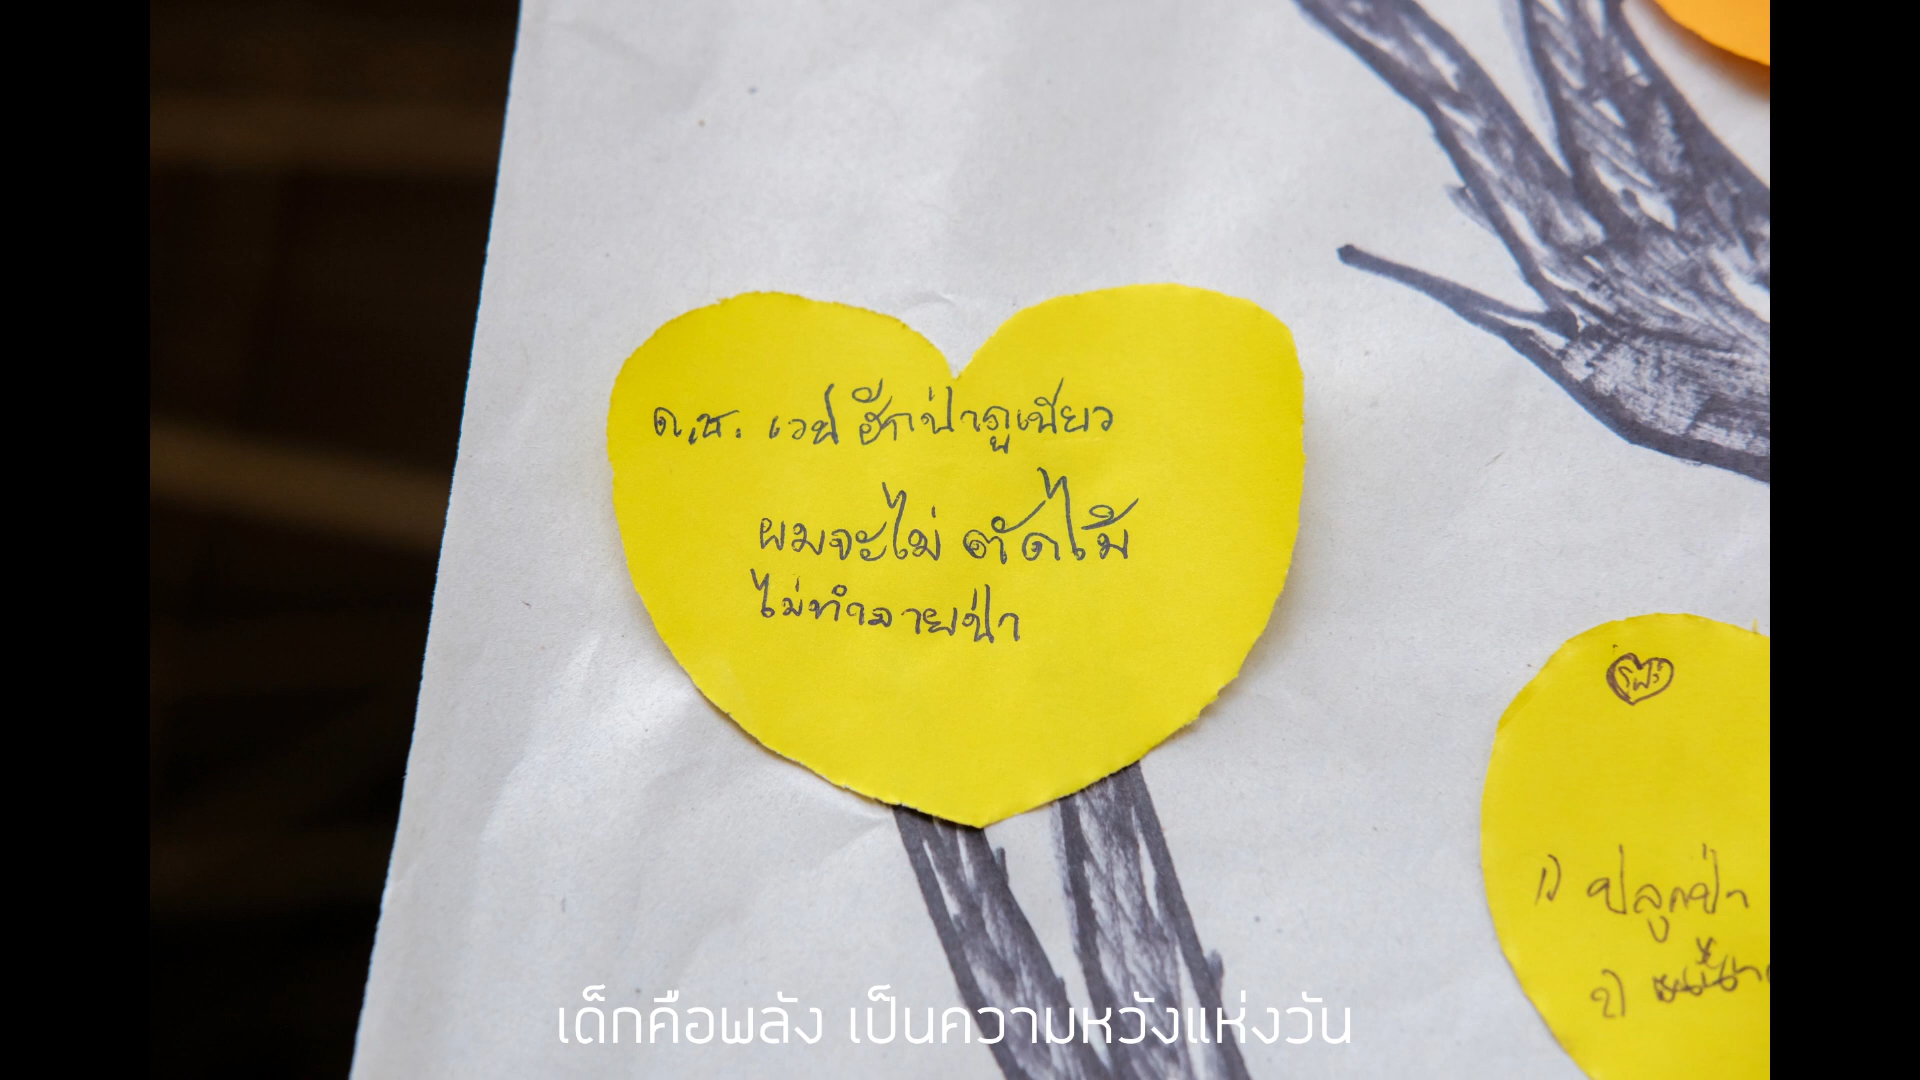 ด.ช. เวฟ ฮักป่าภูเขียว
ผมจะไม่ ตัดไม้
ไม่ทำลายป่า
1) ปลูกป่า
2)
เด็กคือพลัง เป็นความหวังแห่งวัน